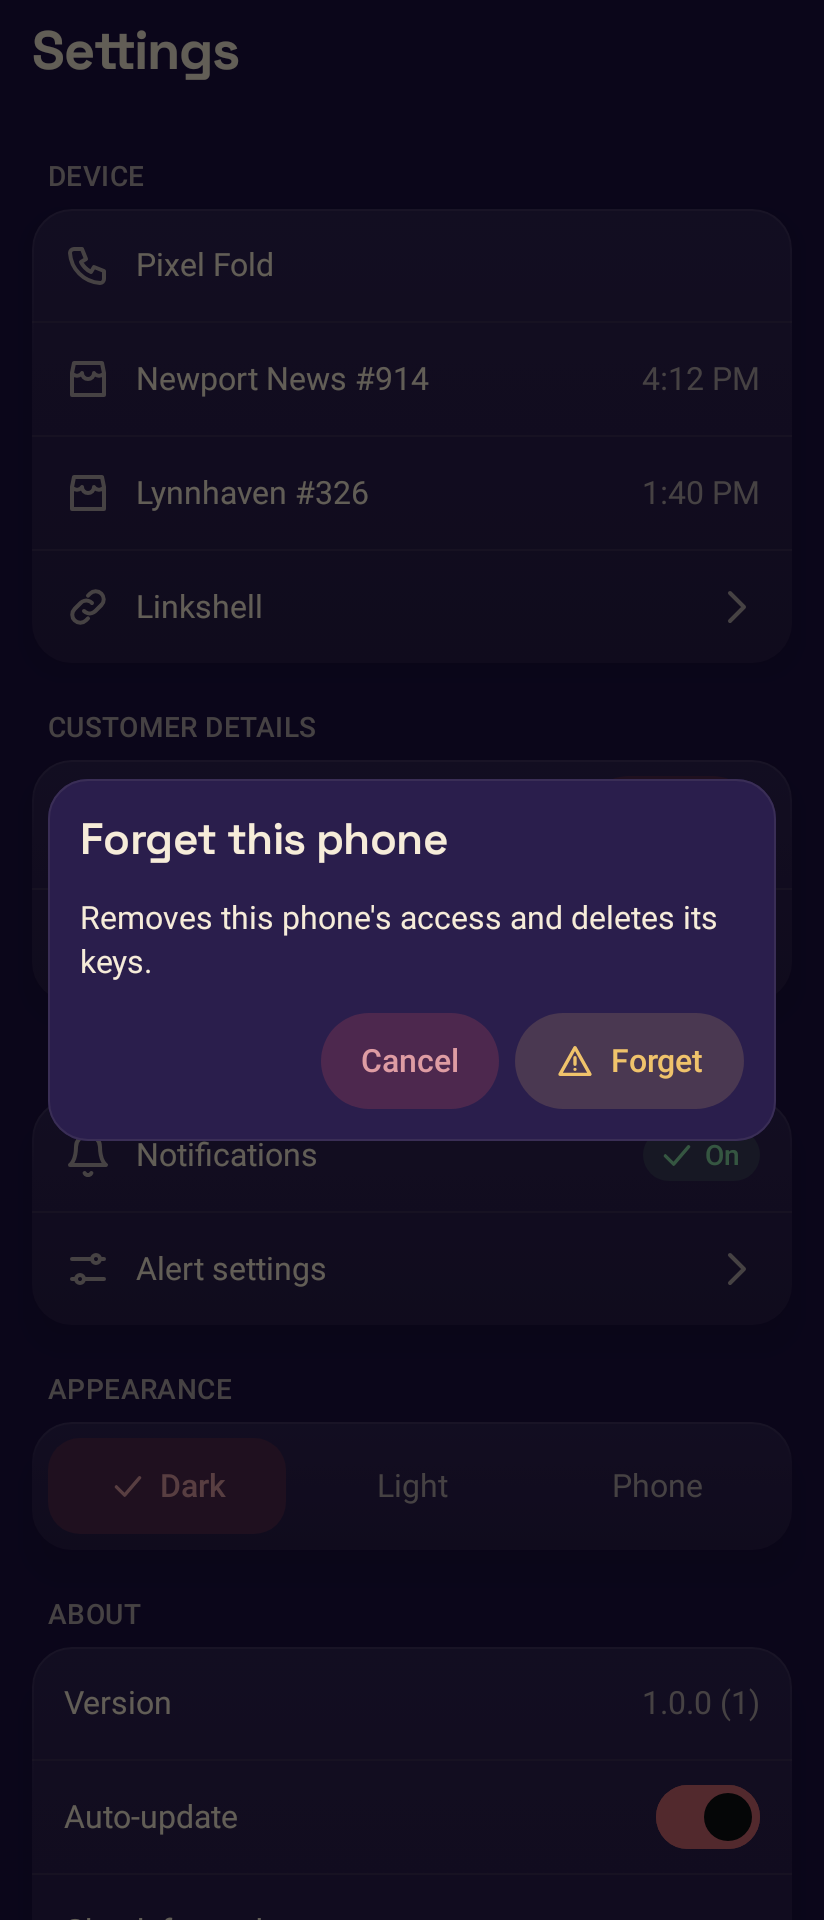 Settings
DEVICE
Pixel Fold
Newport News #914 4:12 PM
Lynnhaven #326 1:40 PM
Linkshell
CUSTOMER DETAILS
Forget this phone
Removes this phone's access and deletes its
keys.
Cancel Forget
Notifications On
Alert settings
APPEARANCE
Dark Light Phone
ABOUT
Version 1.0.0 (1)
Auto-update